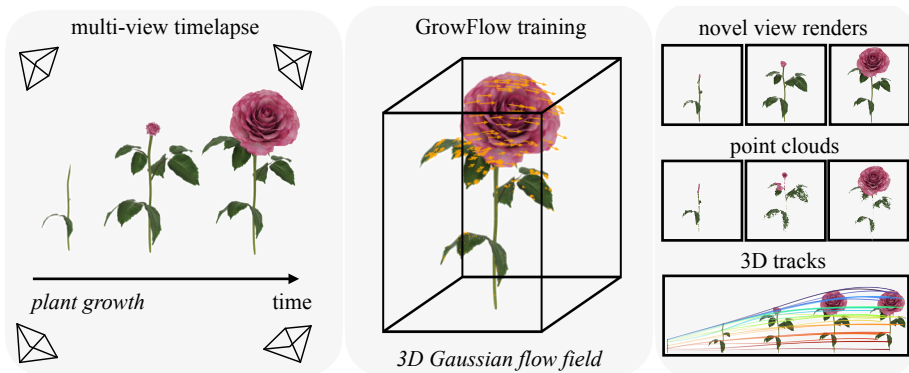 multi-view timelapse
plant growth
time
GrowFlow training
3D Gaussian flow field
novel view renders
point clouds
3D tracks